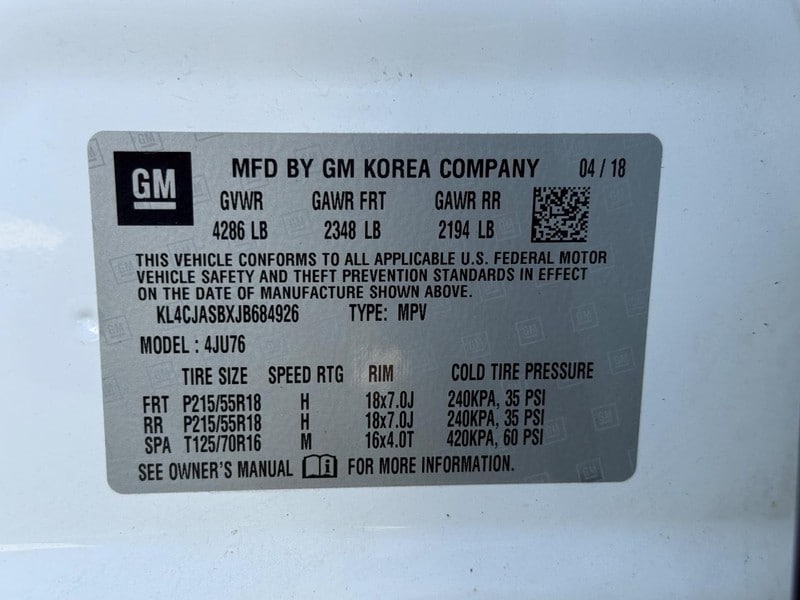 GM MFD BY GM KOREA COMPANY 04 / 18
GVWR GAWR FRT GAWR RR
4286 LB 2348 LB 2194 LB
THIS VEHICLE CONFORMS TO ALL APPLICABLE U.S. FEDERAL MOTOR
VEHICLE SAFETY AND THEFT PREVENTION STANDARDS IN EFFECT
ON THE DATE OF MANUFACTURE SHOWN ABOVE.
KL4CJASBXJB684926 TYPE: MPV
MODEL : 4JU76
TIRE SIZE SPEED RTG RIM COLD TIRE PRESSURE
FRT P215/55R18 H 18x7.0J 240KPA, 35 PSI
RR P215/55R18 H 18x7.0J 240KPA, 35 PSI
SPA T125/70R16 M 16x4.0T 420KPA, 60 PSI
SEE OWNER'S MANUAL FOR MORE INFORMATION.